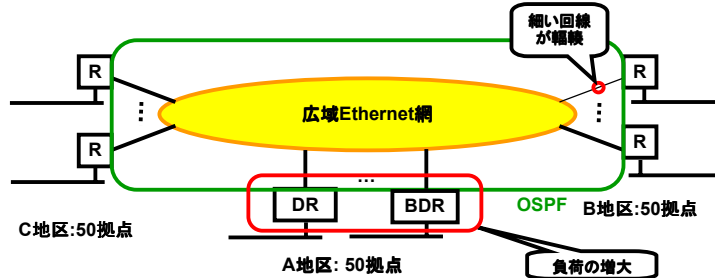 細い回線
が輻輳
R
R
広域Ethernet網
R
R
…
…
…
DR
BDR
OSPF
C地区:50拠点
B地区:50拠点
A地区: 50拠点
負荷の増大